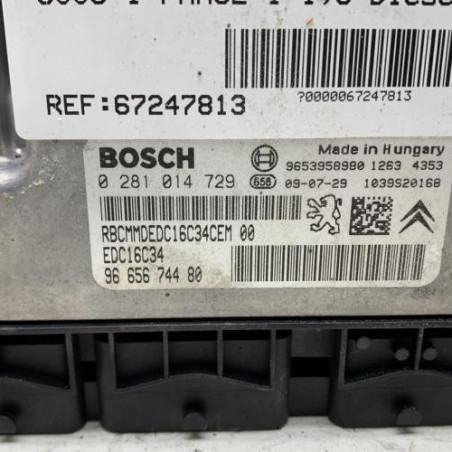 REF:67247813
?0000067247813
BOSCH
Made in Hungary
9653958980 1263 4353
0 281 014 729
658
09-07-29 1039S20168
RBCMMDEDC16C34CEM 00
EDC16C34
96 656 744 80